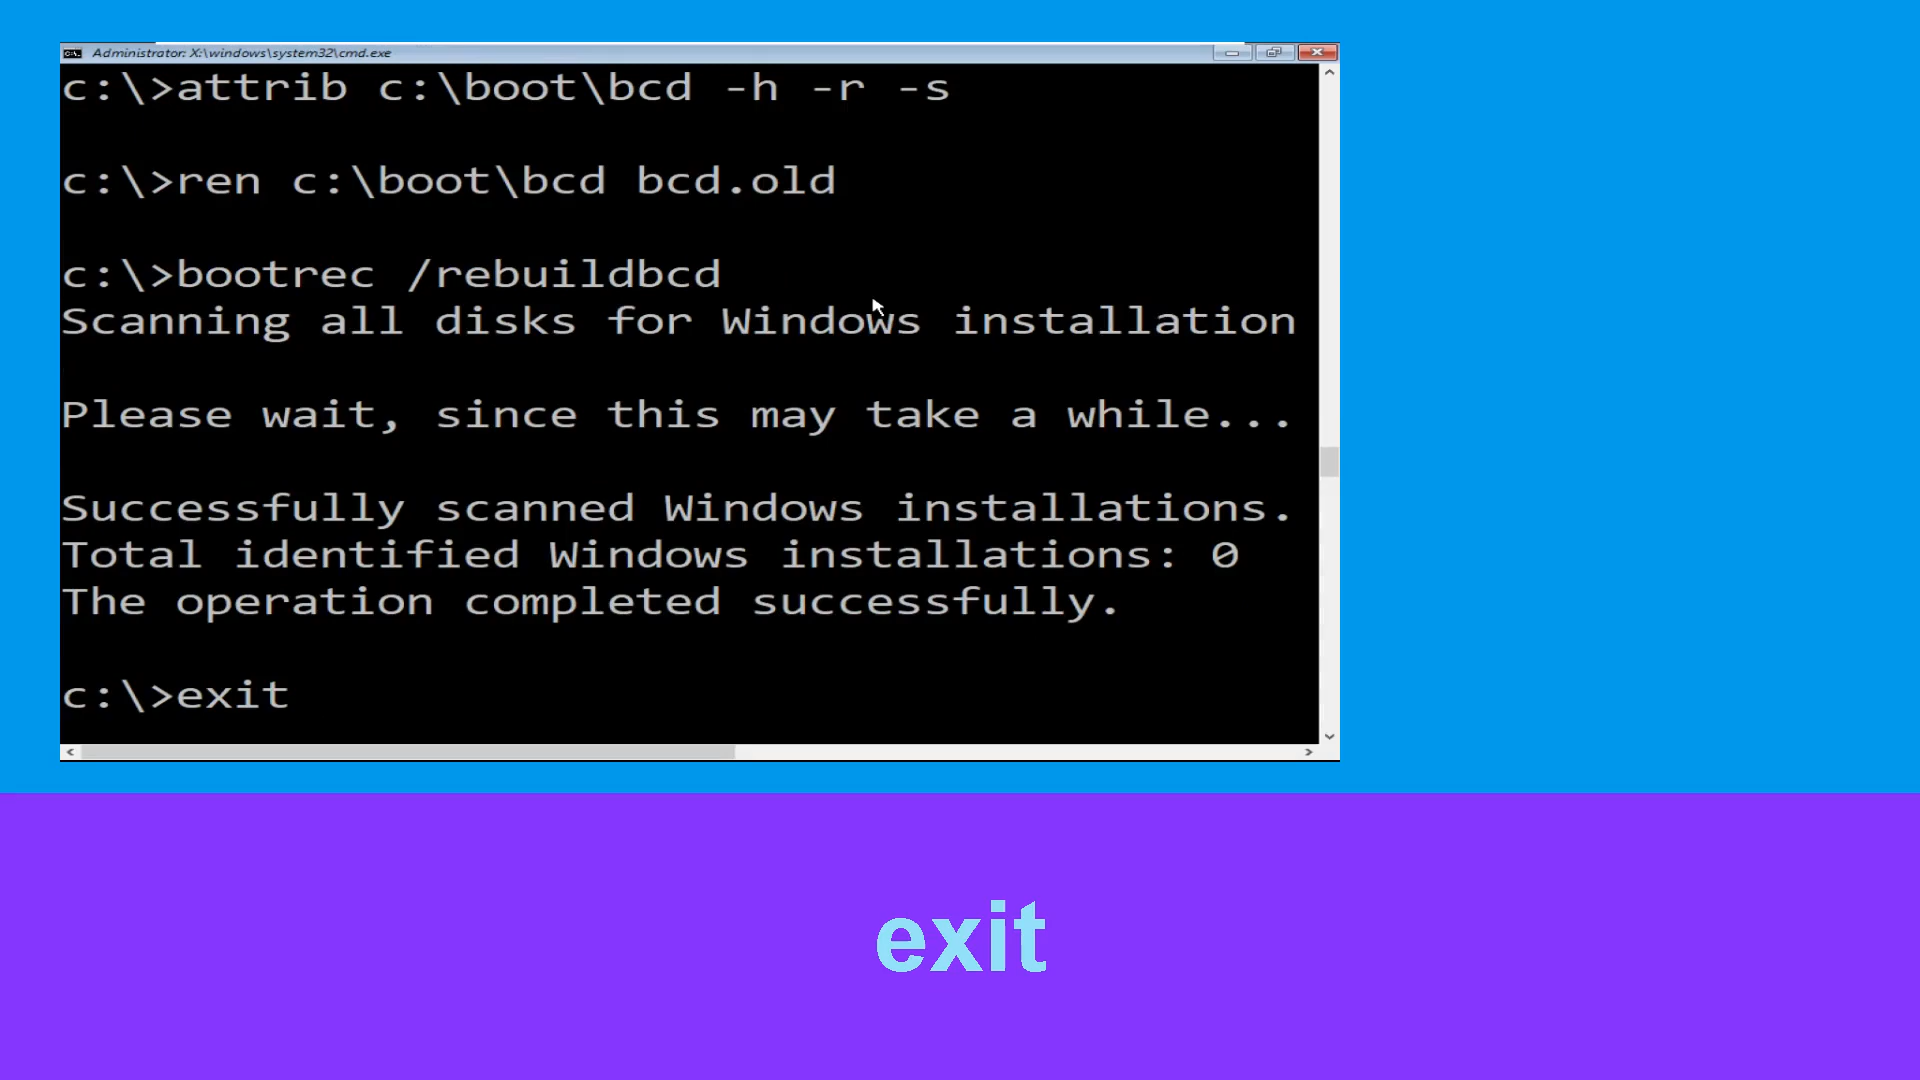 Administrator: X:\windows\system32\cmd.exe
c:\>attrib c:\boot\bcd -h -r -s
c:\>ren c:\boot\bcd bcd.old
c:\>bootrec /rebuildbcd
Scanning all disks for Windows installation
Please wait, since this may take a while...
Successfully scanned Windows installations.
Total identified Windows installations: 0
The operation completed successfully.
c:\>exit
exit